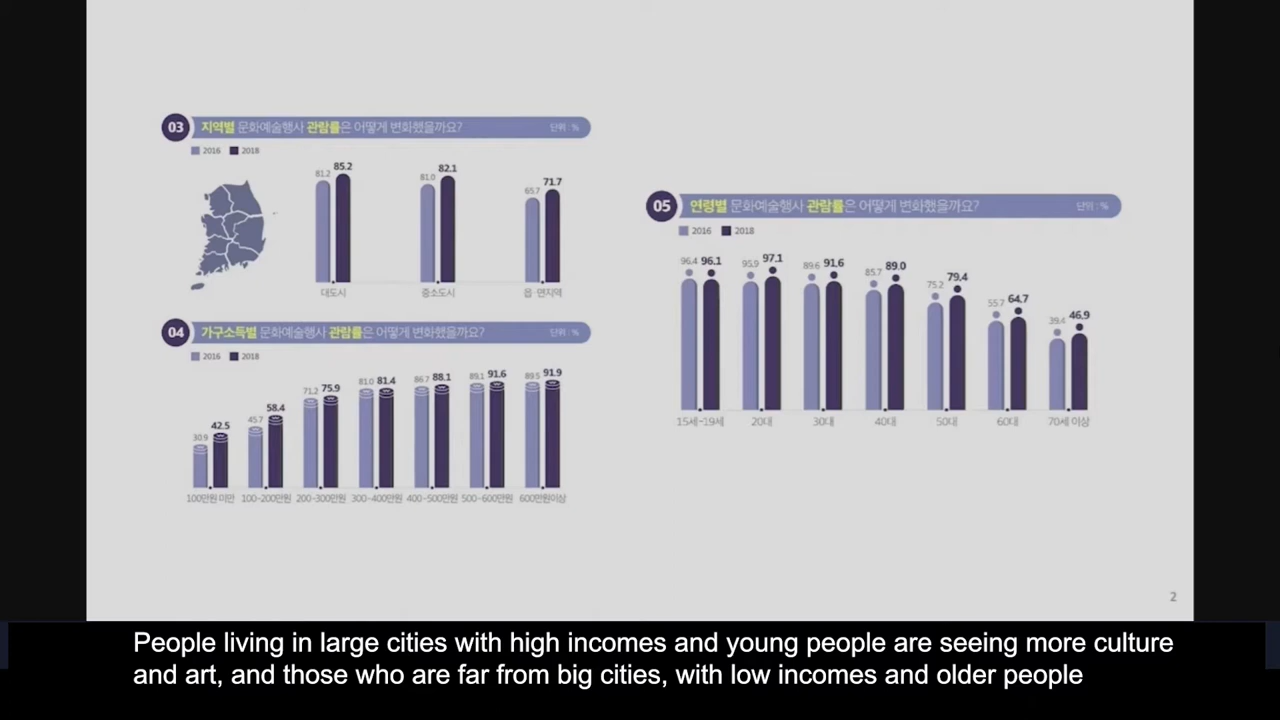 03 지역별 문화예술행사 관람률은 어떻게 변화했을까요? 단위 : %
2016 2018
81.2 85.2 81.0 82.1 65.7 71.7
대도시 중소도시 읍·면지역
04 가구소득별 문화예술행사 관람률은 어떻게 변화했을까요? 단위 : %
2016 2018
30.9 42.5 45.7 58.4 71.2 75.9 81.0 81.4 86.7 88.1 89.1 91.6 89.5 91.9
100만원 미만 100~200만원 200~300만원 300~400만원 400~500만원 500~600만원 600만원이상
05 연령별 문화예술행사 관람률은 어떻게 변화했을까요? 단위 : %
2016 2018
96.4 96.1 95.9 97.1 89.6 91.6 85.7 89.0 75.2 79.4 55.7 64.7 39.4 46.9
15세~19세 20대 30대 40대 50대 60대 70세 이상
2
People living in large cities with high incomes and young people are seeing more culture
and art, and those who are far from big cities, with low incomes and older people